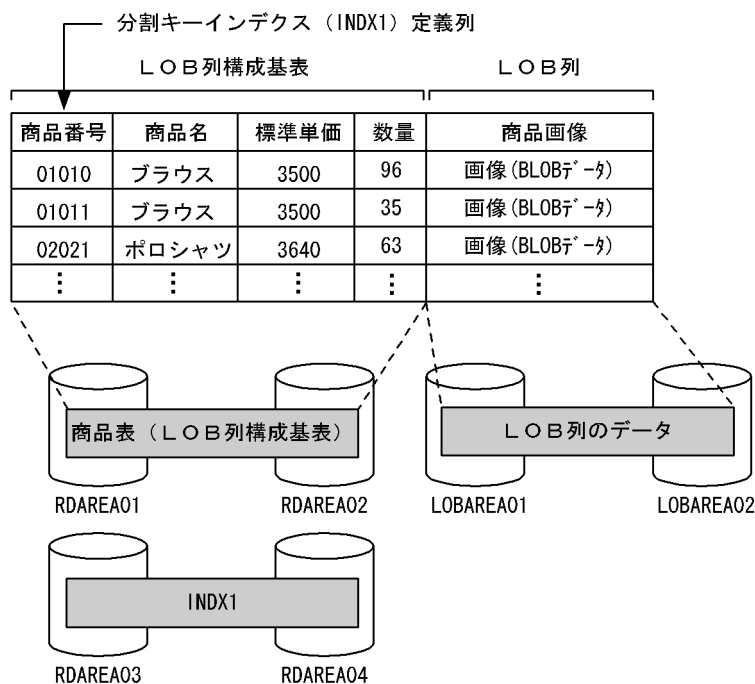 分割キーインデクス（INDX1）定義列
ＬＯＢ列構成基表 ＬＯＢ列
商品番号 商品名 標準単価 数量 商品画像
01010 ブラウス 3500 96 画像(BLOBﾃﾞｰﾀ)
01011 ブラウス 3500 35 画像(BLOBﾃﾞｰﾀ)
02021 ポロシャツ 3640 63 画像(BLOBﾃﾞｰﾀ)
⋮ ⋮ ⋮ ⋮ ⋮
商品表（ＬＯＢ列構成基表） ＬＯＢ列のデータ
RDAREA01 RDAREA02 LOBAREA01 LOBAREA02
INDX1
RDAREA03 RDAREA04